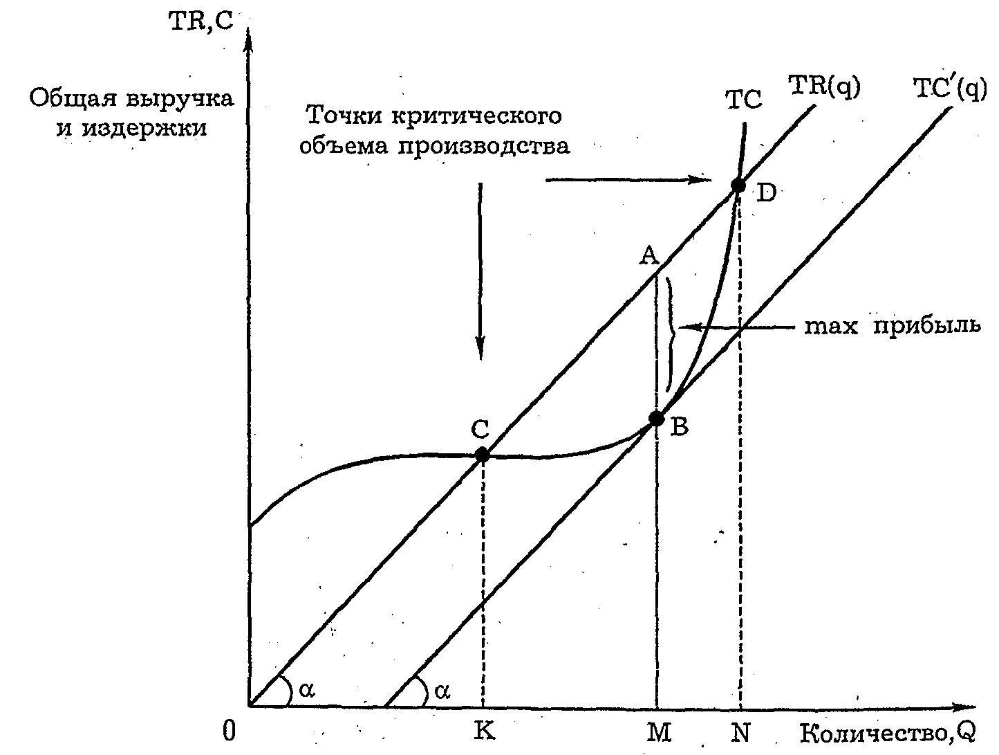 TR,C
Общая выручка
и издержки
Точки критического
объема производства
TC
TR(q)
TC′(q)
D
A
max прибыль
C
B
α
α
0
K
M
N
Количество,Q